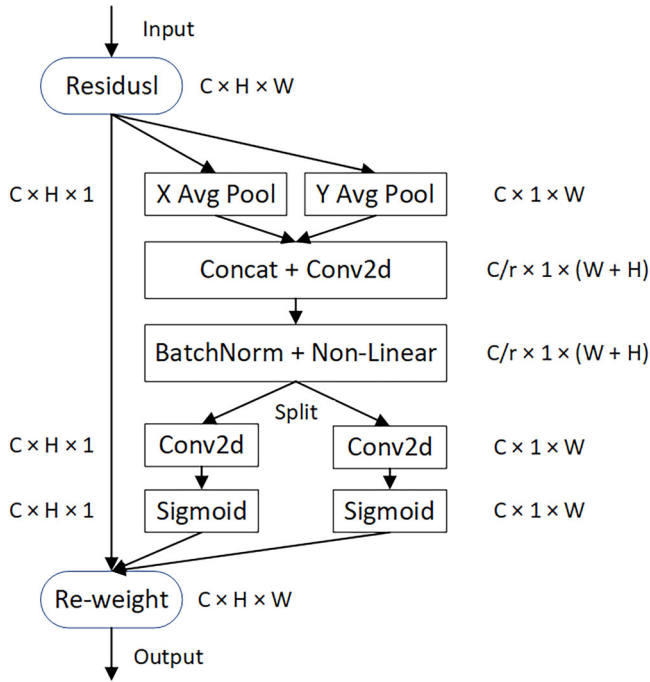 Input
Residusl
C × H × W
C × H × 1
X Avg Pool
Y Avg Pool
C × 1 × W
Concat + Conv2d
C/r × 1 × (W + H)
BatchNorm + Non-Linear
C/r × 1 × (W + H)
Split
C × H × 1
Conv2d
Conv2d
C × 1 × W
C × H × 1
Sigmoid
Sigmoid
C × 1 × W
Re-weight
C × H × W
Output